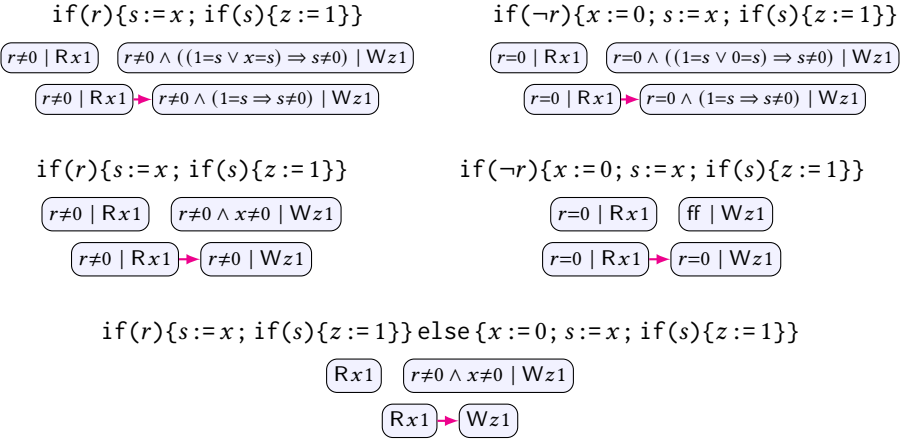 if(r){s:=x; if(s){z:=1}} if(¬r){x:=0; s:=x; if(s){z:=1}}
r≠0 | Rx1 r≠0 ∧ ((1=s ∨ x=s) ⇒ s≠0) | Wz1 r=0 | Rx1 r=0 ∧ ((1=s ∨ 0=s) ⇒ s≠0) | Wz1
r≠0 | Rx1 r≠0 ∧ (1=s ⇒ s≠0) | Wz1 r=0 | Rx1 r=0 ∧ (1=s ⇒ s≠0) | Wz1
if(r){s:=x; if(s){z:=1}} if(¬r){x:=0; s:=x; if(s){z:=1}}
r≠0 | Rx1 r≠0 ∧ x≠0 | Wz1 r=0 | Rx1 ff | Wz1
r≠0 | Rx1 r≠0 | Wz1 r=0 | Rx1 r=0 | Wz1
if(r){s:=x; if(s){z:=1}} else {x:=0; s:=x; if(s){z:=1}}
Rx1 r≠0 ∧ x≠0 | Wz1
Rx1 Wz1